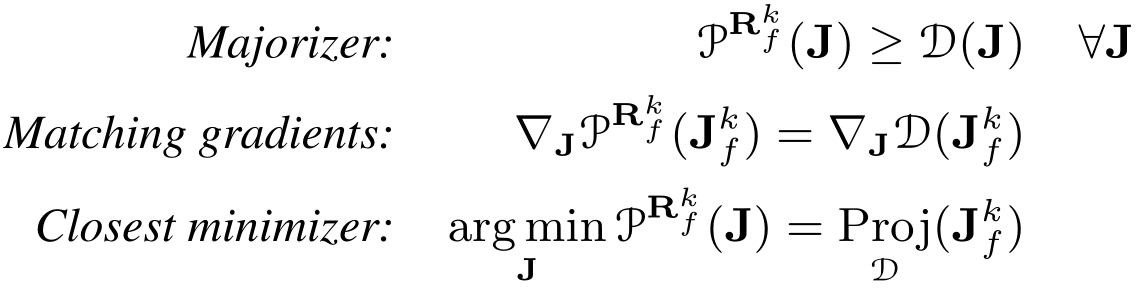 Majorizer: 𝒫^{𝐑_f^k}(𝐉) ≥ 𝒟(𝐉) ∀𝐉
Matching gradients: ∇_𝐉 𝒫^{𝐑_f^k}(𝐉_f^k) = ∇_𝐉 𝒟(𝐉_f^k)
Closest minimizer: arg min_𝐉 𝒫^{𝐑_f^k}(𝐉) = Proj_𝒟(𝐉_f^k)